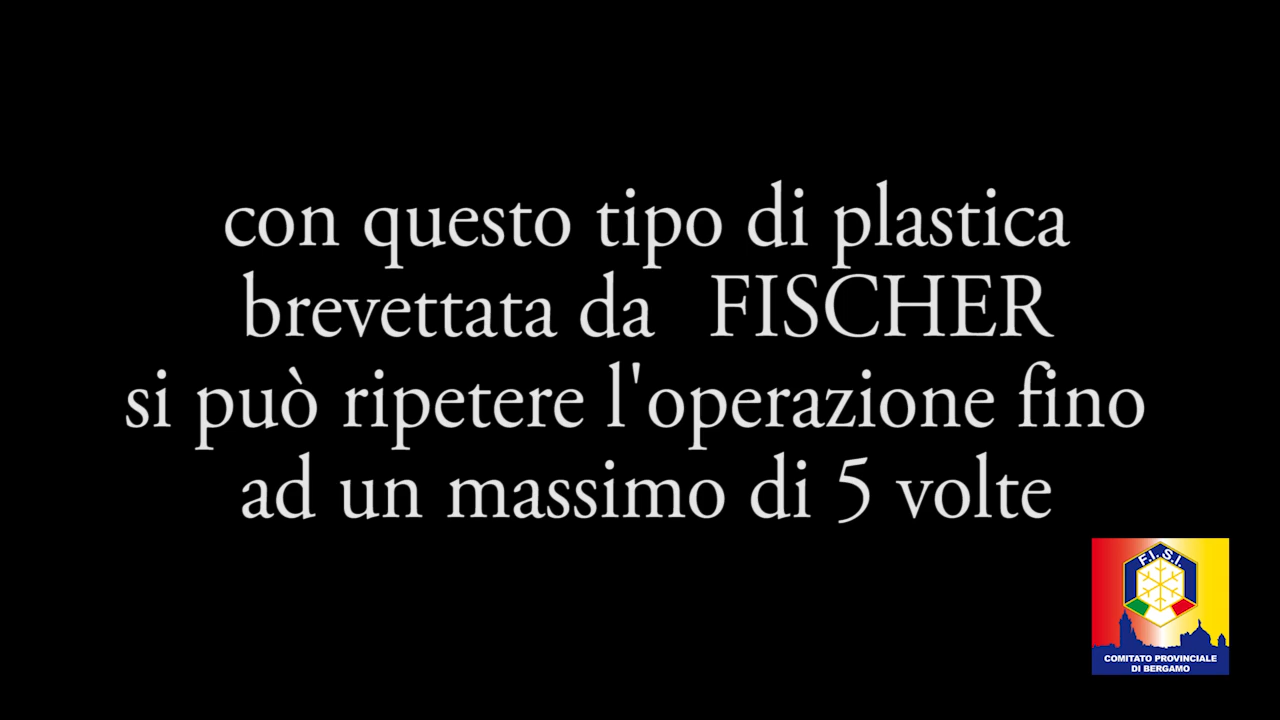 con questo tipo di plastica
brevettata da FISCHER
si può ripetere l'operazione fino
ad un massimo di 5 volte
F.I.S.I.
COMITATO PROVINCIALE
DI BERGAMO